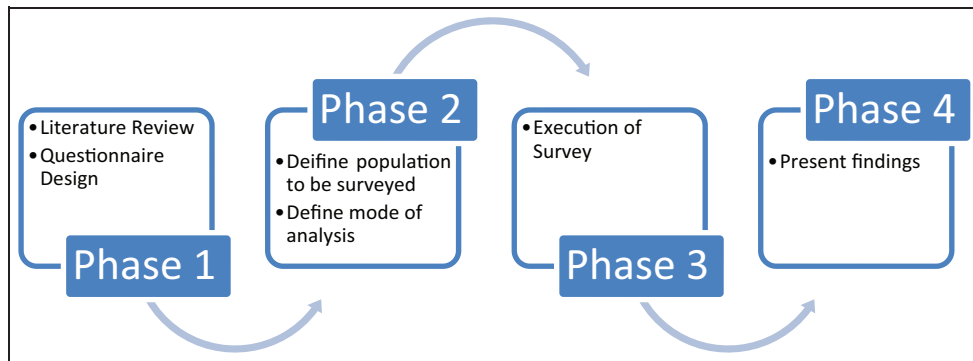 •Literature Review
•Questionnaire
Design
Phase 1
Phase 2
•Deifine population
to be surveyed
•Define mode of
analysis
•Execution of
Survey
Phase 3
Phase 4
•Present findings